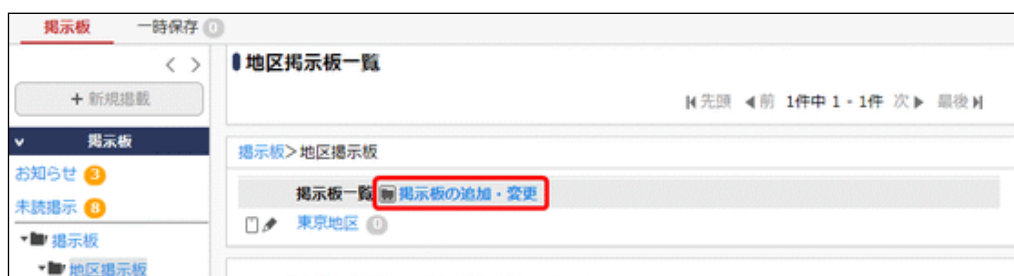 掲示板 一時保存 0
地区掲示板一覧
+ 新規掲載
先頭 前 1件中 1 - 1件 次 最後
掲示板
掲示板>地区掲示板
お知らせ 3
掲示板一覧 掲示板の追加・変更
未読掲示 8
東京地区 0
掲示板
地区掲示板